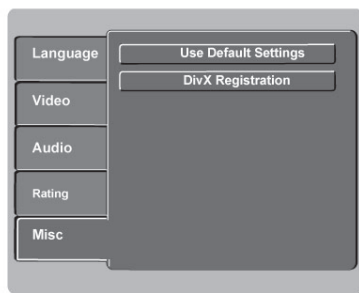 Language
Use Default Settings
DivX Registration
Video
Audio
Rating
Misc